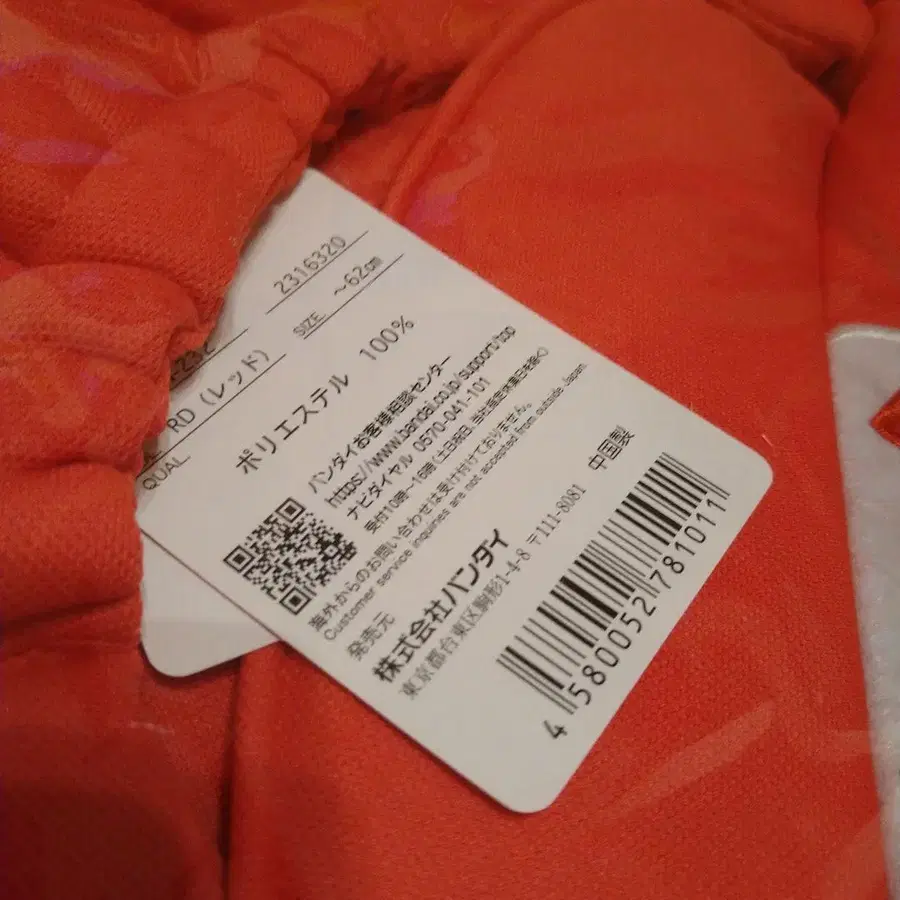 2316320
-232
RD (レッド)
SIZE ～62cm
QUAL.
ポリエステル 100%
バンダイお客様相談センター
https://www.bandai.co.jp/support/top
ナビダイヤル 0570-041-101
受付10時～16時(土日祝日、当社指定休業日を除く)
海外からのお問い合わせは受け付けておりません。
Customer service inquiries are not accepted from outside Japan.
発売元
株式会社バンダイ
東京都台東区駒形1-4-8 〒111-8081
中国製
4 580052 781011